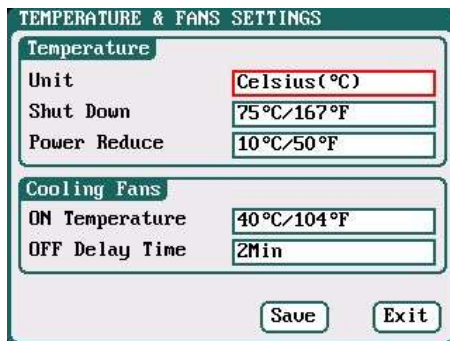 TEMPERATURE & FANS SETTINGS
Temperature
Unit Celsius(°C)
Shut Down 75°C/167°F
Power Reduce 10°C/50°F
Cooling Fans
ON Temperature 40°C/104°F
OFF Delay Time 2Min
Save Exit